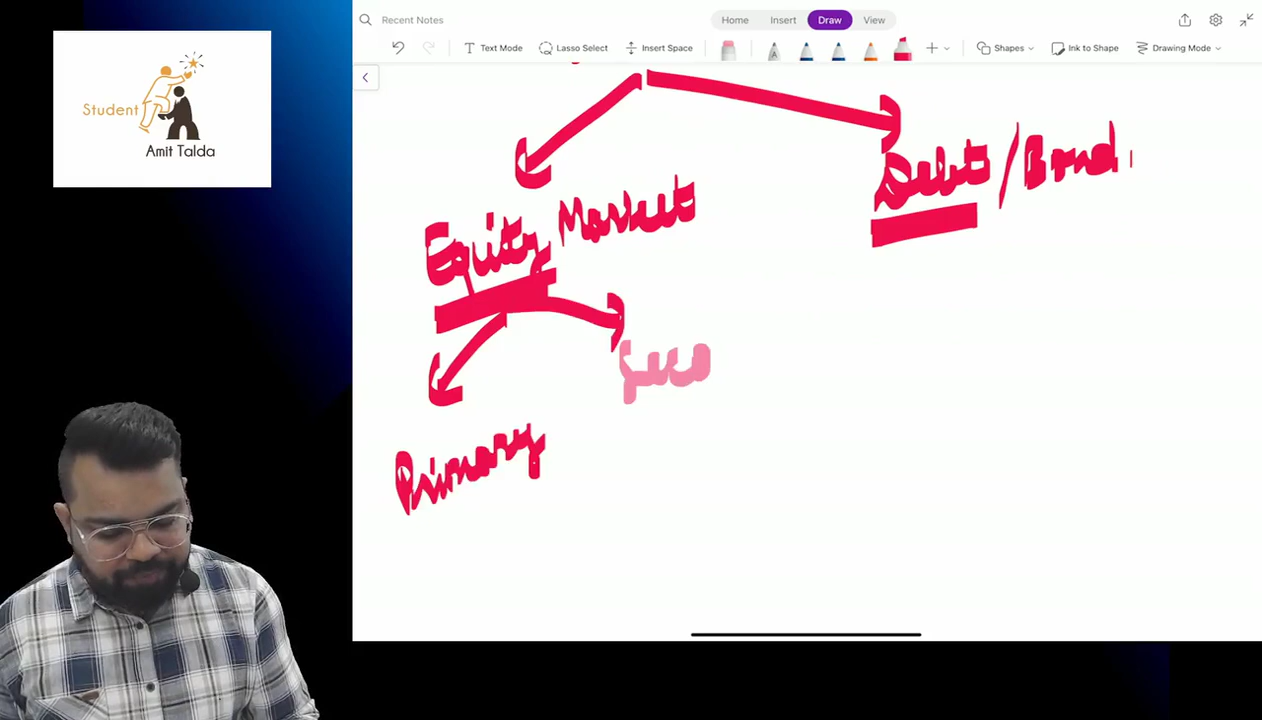 Recent Notes
Home Insert Draw View
Text Mode Lasso Select Insert Space Shapes Ink to Shape Drawing Mode
Student
Amit Talda
Debt/Bond
Equity Market
Seco
Primary